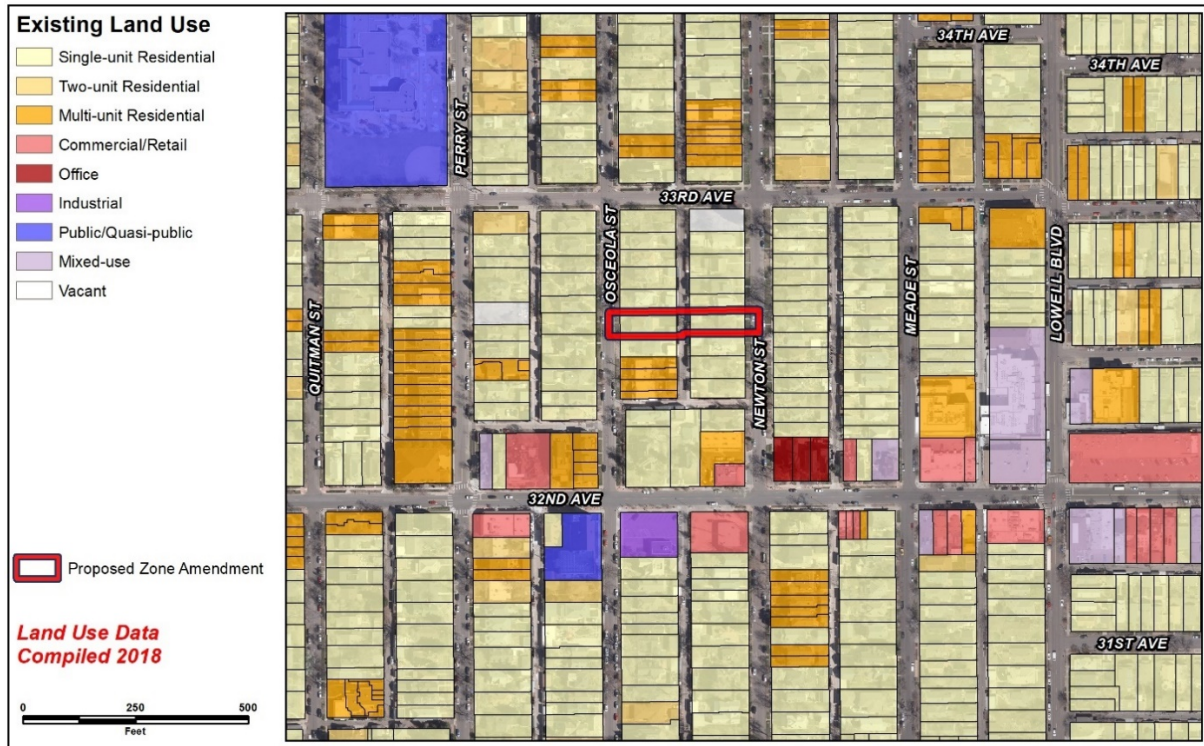 Existing Land Use
Single-unit Residential
Two-unit Residential
Multi-unit Residential
Commercial/Retail
Office
Industrial
Public/Quasi-public
Mixed-use
Vacant
Proposed Zone Amendment
Land Use Data
Compiled 2018
0 250 500
Feet
34TH AVE
34TH AVE
PERRY ST
33RD AVE
OSCEOLA ST
QUITMAN ST
NEWTON ST
MEADE ST
LOWELL BLVD
32ND AVE
31ST AVE